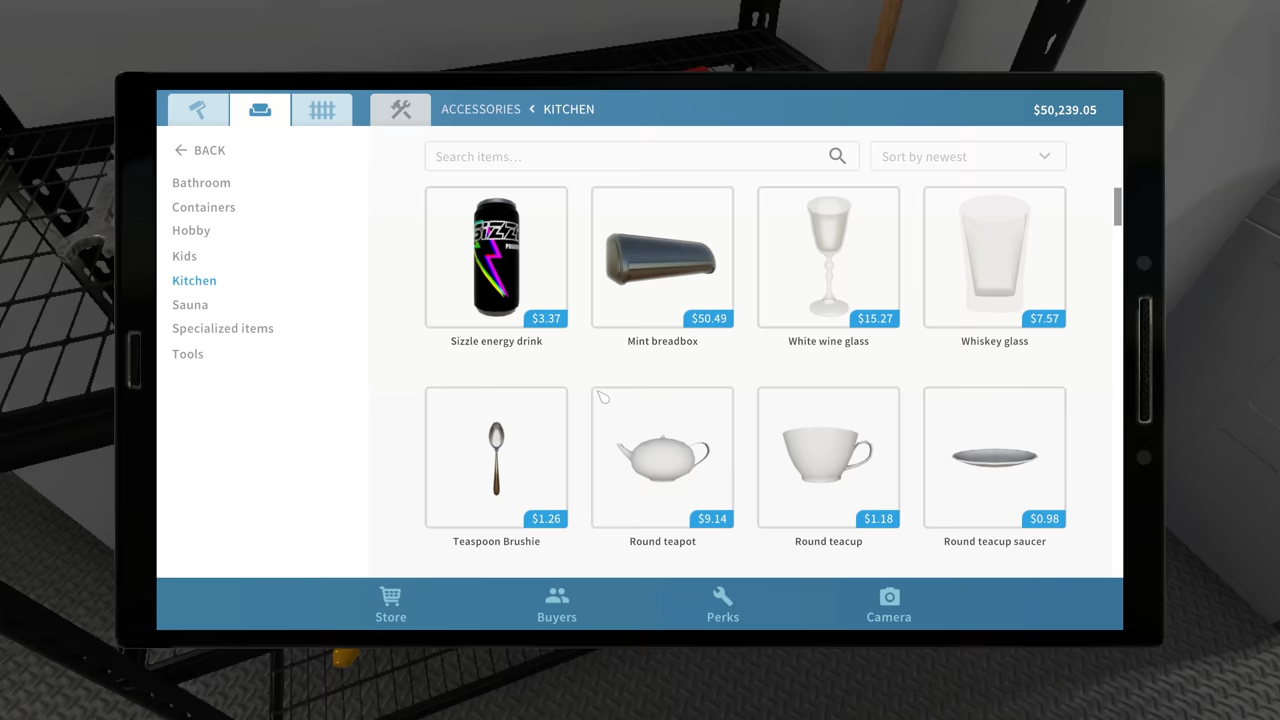 ACCESSORIES < KITCHEN
$50,239.05
BACK
Search items...
Sort by newest
Bathroom
Containers
Hobby
Kids
Kitchen
Sauna
Specialized items
Tools
SIZZL
$3.37
$50.49
$15.27
$7.57
Sizzle energy drink
Mint breadbox
White wine glass
Whiskey glass
$1.26
$9.14
$1.18
$0.98
Teaspoon Brushie
Round teapot
Round teacup
Round teacup saucer
Store
Buyers
Perks
Camera